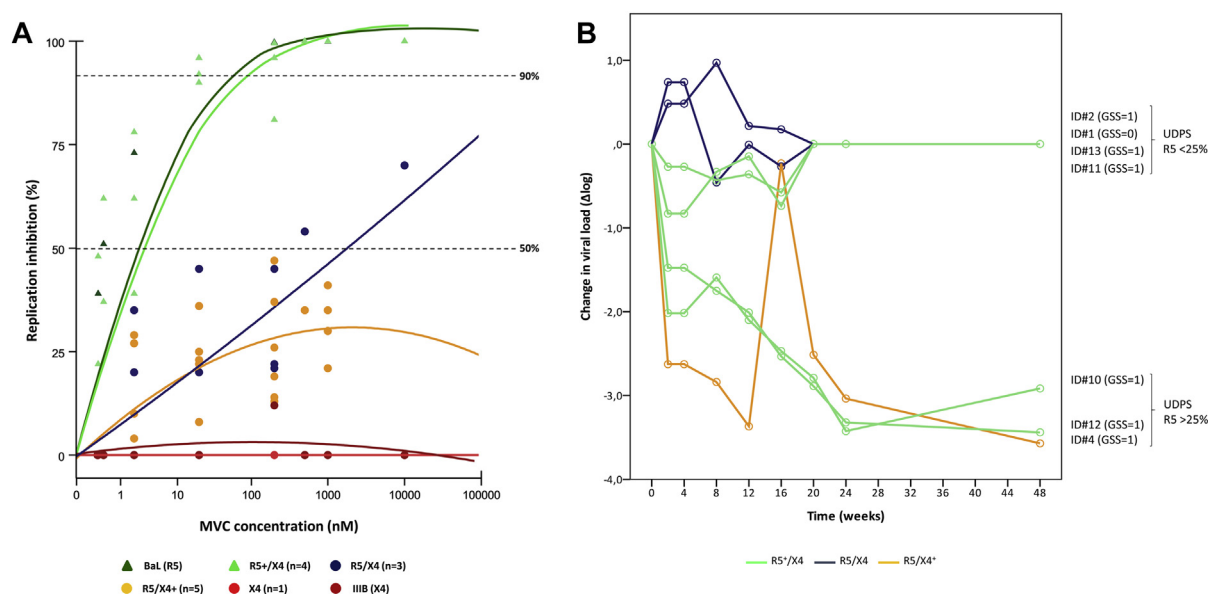 A
Replication inhibition (%)
100
75
50
25
0
90%
50%
0 1 10 100 1000 10000 100000
MVC concentration (nM)
BaL (R5) R5+/X4 (n=4) R5/X4 (n=3)
R5/X4+ (n=5) X4 (n=1) IIIB (X4)
B
Change in viral load (Δlog)
1,0
,0
-1,0
-2,0
-3,0
-4,0
0 4 8 12 16 20 24 28 32 36 40 44 48
Time (weeks)
R5⁺/X4 R5/X4 R5/X4⁺
ID#2 (GSS=1)
ID#1 (GSS=0)
ID#13 (GSS=1)
ID#11 (GSS=1)
UDPS
R5 <25%
ID#10 (GSS=1)
ID#12 (GSS=1)
ID#4 (GSS=1)
UDPS
R5 >25%